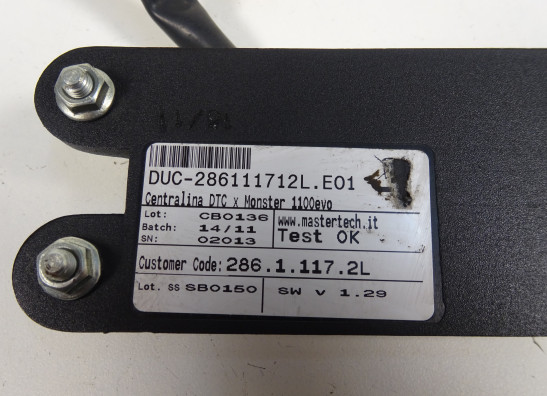 DUC-286111712L.E01
Centralina DTC x Monster 1100evo
Lot: CB0136
Batch: 14/11
SN: 02013
www.mastertech.it
Test OK
Customer Code: 286.1.117.2L
Lot. SS SB0150
SW v 1.29